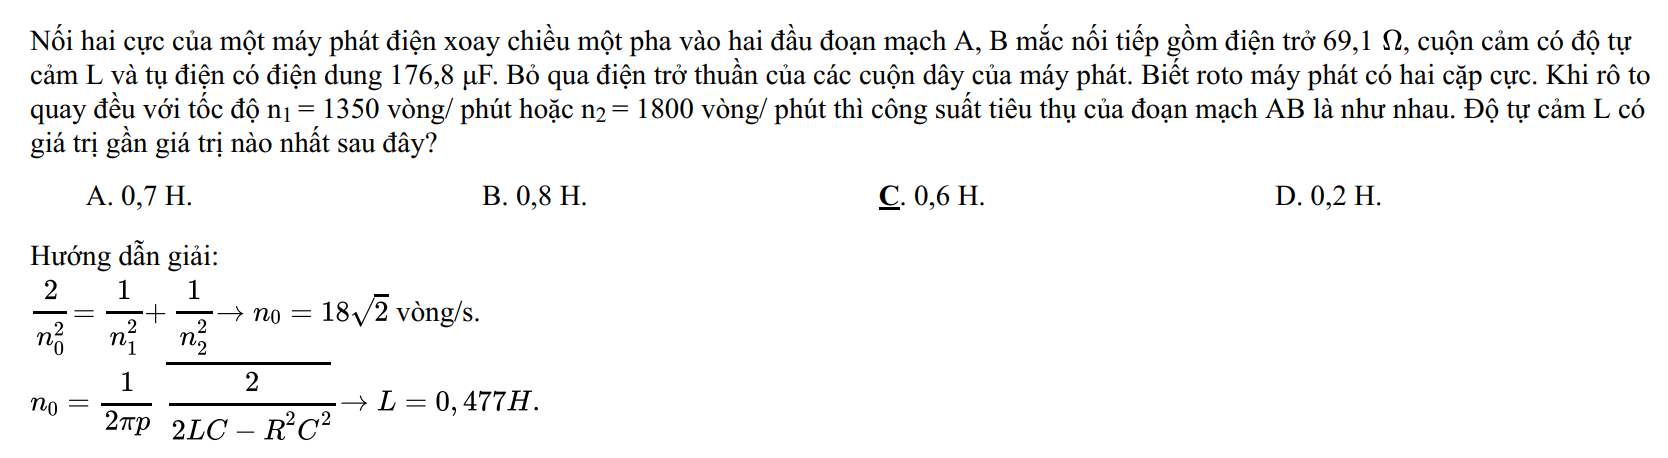 Nối hai cực của một máy phát điện xoay chiều một pha vào hai đầu đoạn mạch A, B mắc nối tiếp gồm điện trở 69,1 Ω, cuộn cảm có độ tự
cảm L và tụ điện có điện dung 176,8 μF. Bỏ qua điện trở thuần của các cuộn dây của máy phát. Biết roto máy phát có hai cặp cực. Khi rô to
quay đều với tốc độ n₁ = 1350 vòng/ phút hoặc n₂ = 1800 vòng/ phút thì công suất tiêu thụ của đoạn mạch AB là như nhau. Độ tự cảm L có
giá trị gần giá trị nào nhất sau đây?
A. 0,7 H. B. 0,8 H. C. 0,6 H. D. 0,2 H.
Hướng dẫn giải:
\frac{2}{n_0^2} = \frac{1}{n_1^2} + \frac{1}{n_2^2} → n_0 = 18\sqrt{2} vòng/s.
n_0 = \frac{1}{2πp} \overline{\frac{2}{2LC − R^2C^2}} → L = 0,477H.